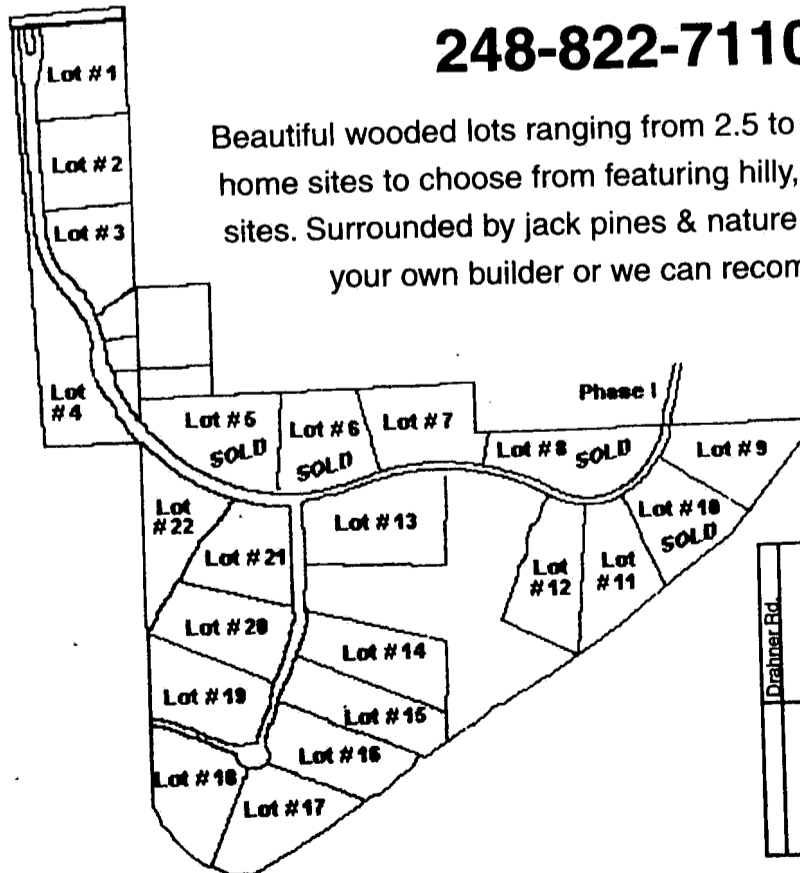 248-822-7110
Beautiful wooded lots ranging from 2.5 to
home sites to choose from featuring hilly,
sites. Surrounded by jack pines & nature
your own builder or we can recom
Lot #1
Lot #2
Lot #3
Lot
#4
Lot #5
SOLD
Lot #6
SOLD
Lot #7
Phase I
Lot #8 SOLD
Lot #9
Lot #10
SOLD
Lot
#11
Lot
#12
Lot #13
Lot
#22
Lot #21
Lot #20
Lot #19
Lot #14
Lot #15
Lot #16
Lot #18
Lot #17
Drahner Rd.